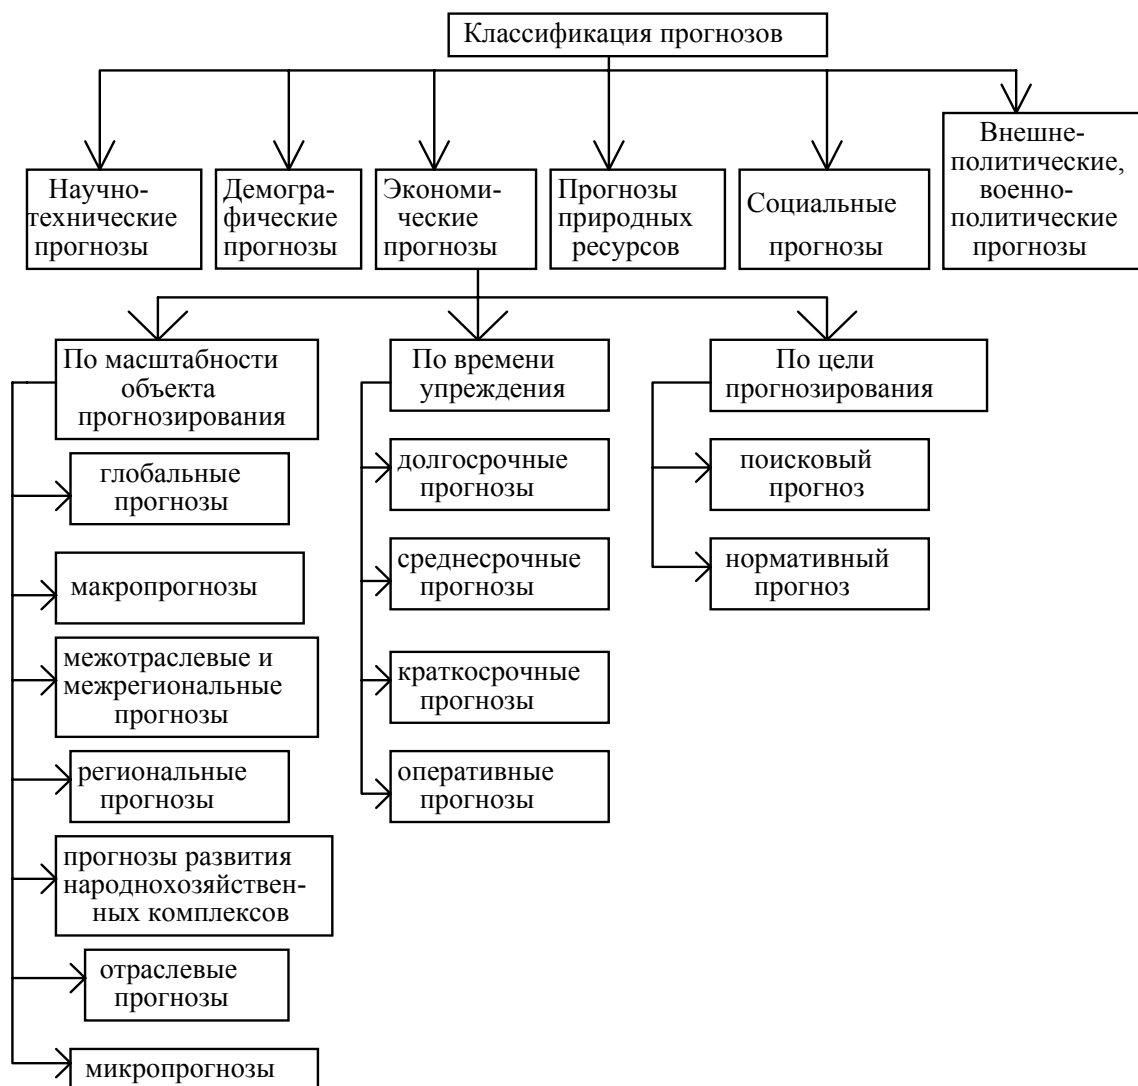 Классификация прогнозов
Научно-
технические
прогнозы
Демогра-
фические
прогнозы
Экономи-
ческие
прогнозы
Прогнозы
природных
ресурсов
Социальные
прогнозы
Внешне-
политические,
военно-
политические
прогнозы
По масштабности
объекта
прогнозирования
глобальные
прогнозы
макропрогнозы
межотраслевые и
межрегиональные
прогнозы
региональные
прогнозы
прогнозы развития
народнохозяйствен-
ных комплексов
отраслевые
прогнозы
микропрогнозы
По времени
упреждения
долгосрочные
прогнозы
среднесрочные
прогнозы
краткосрочные
прогнозы
оперативные
прогнозы
По цели
прогнозирования
поисковый
прогноз
нормативный
прогноз